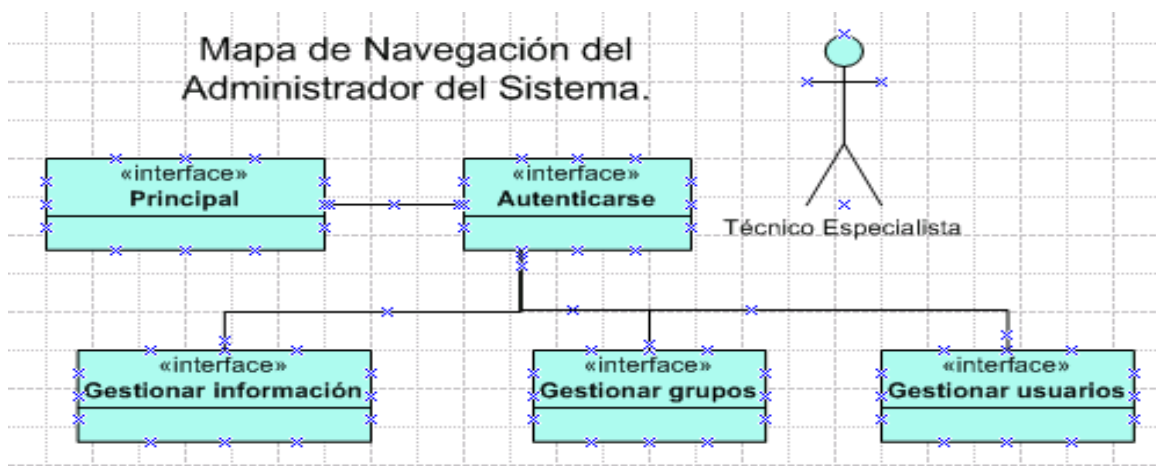 Mapa de Navegación del
Administrador del Sistema.
«interface»
Principal
«interface»
Autenticarse
Técnico Especialista
«interface»
Gestionar información
«interface»
Gestionar grupos
«interface»
Gestionar usuarios